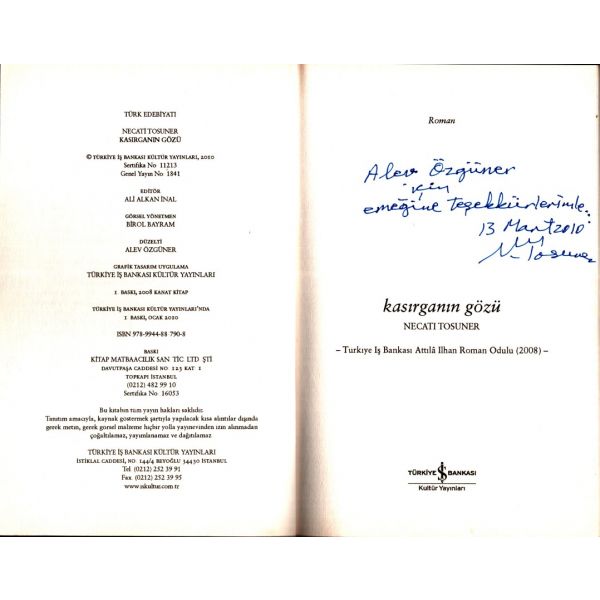 TÜRK EDEBİYATI
NECATİ TOSUNER
KASIRGANIN GÖZÜ
© TÜRKİYE İŞ BANKASI KÜLTÜR YAYINLARI, 2010
Sertifika No 11213
Genel Yayın No 1841
EDİTÖR
ALİ ALKAN İNAL
GÖRSEL YÖNETMEN
BİROL BAYRAM
DÜZELTİ
ALEV ÖZGÜNER
GRAFİK TASARIM UYGULAMA
TÜRKİYE İŞ BANKASI KÜLTÜR YAYINLARI
1 BASKI, 2008 KANAT KİTAP
TÜRKİYE İŞ BANKASI KÜLTÜR YAYINLARI'NDA
1 BASKI, OCAK 2010
ISBN 978-9944-88 790-8
BASKI
KİTAP MATBAACILIK SAN TİC LTD ŞTİ
DAVUTPAŞA CADDESİ NO 123 KAT 1
TOPKAPI İSTANBUL
(0212) 482 99 10
Sertifika No 16053
Bu kitabın tüm yayın hakları saklıdır.
Tanıtım amacıyla, kaynak göstermek şartıyla yapılacak kısa alıntılar dışında
gerek metin, gerek görsel malzeme hiçbir yolla yayınevinden izin alınmadan
çoğaltılamaz, yayımlanamaz ve dağıtılamaz
TÜRKİYE İŞ BANKASI KÜLTÜR YAYINLARI
İSTİKLAL CADDESİ, NO 144/4 BEYOĞLU 34430 İSTANBUL
Tel (0212) 252 39 91
Fax (0212) 252 39 95
www.iskultur.com.tr
Roman
Alev Özgüner
için
emeğine teşekkürlerimle..
13 Mart 2010
N. Tosuner
kasırganın gözü
NECATİ TOSUNER
– Turkıye Iş Bankası Attılâ Ilhan Roman Odulu (2008) –
TÜRKİYE İŞ BANKASI
Kültür Yayınları